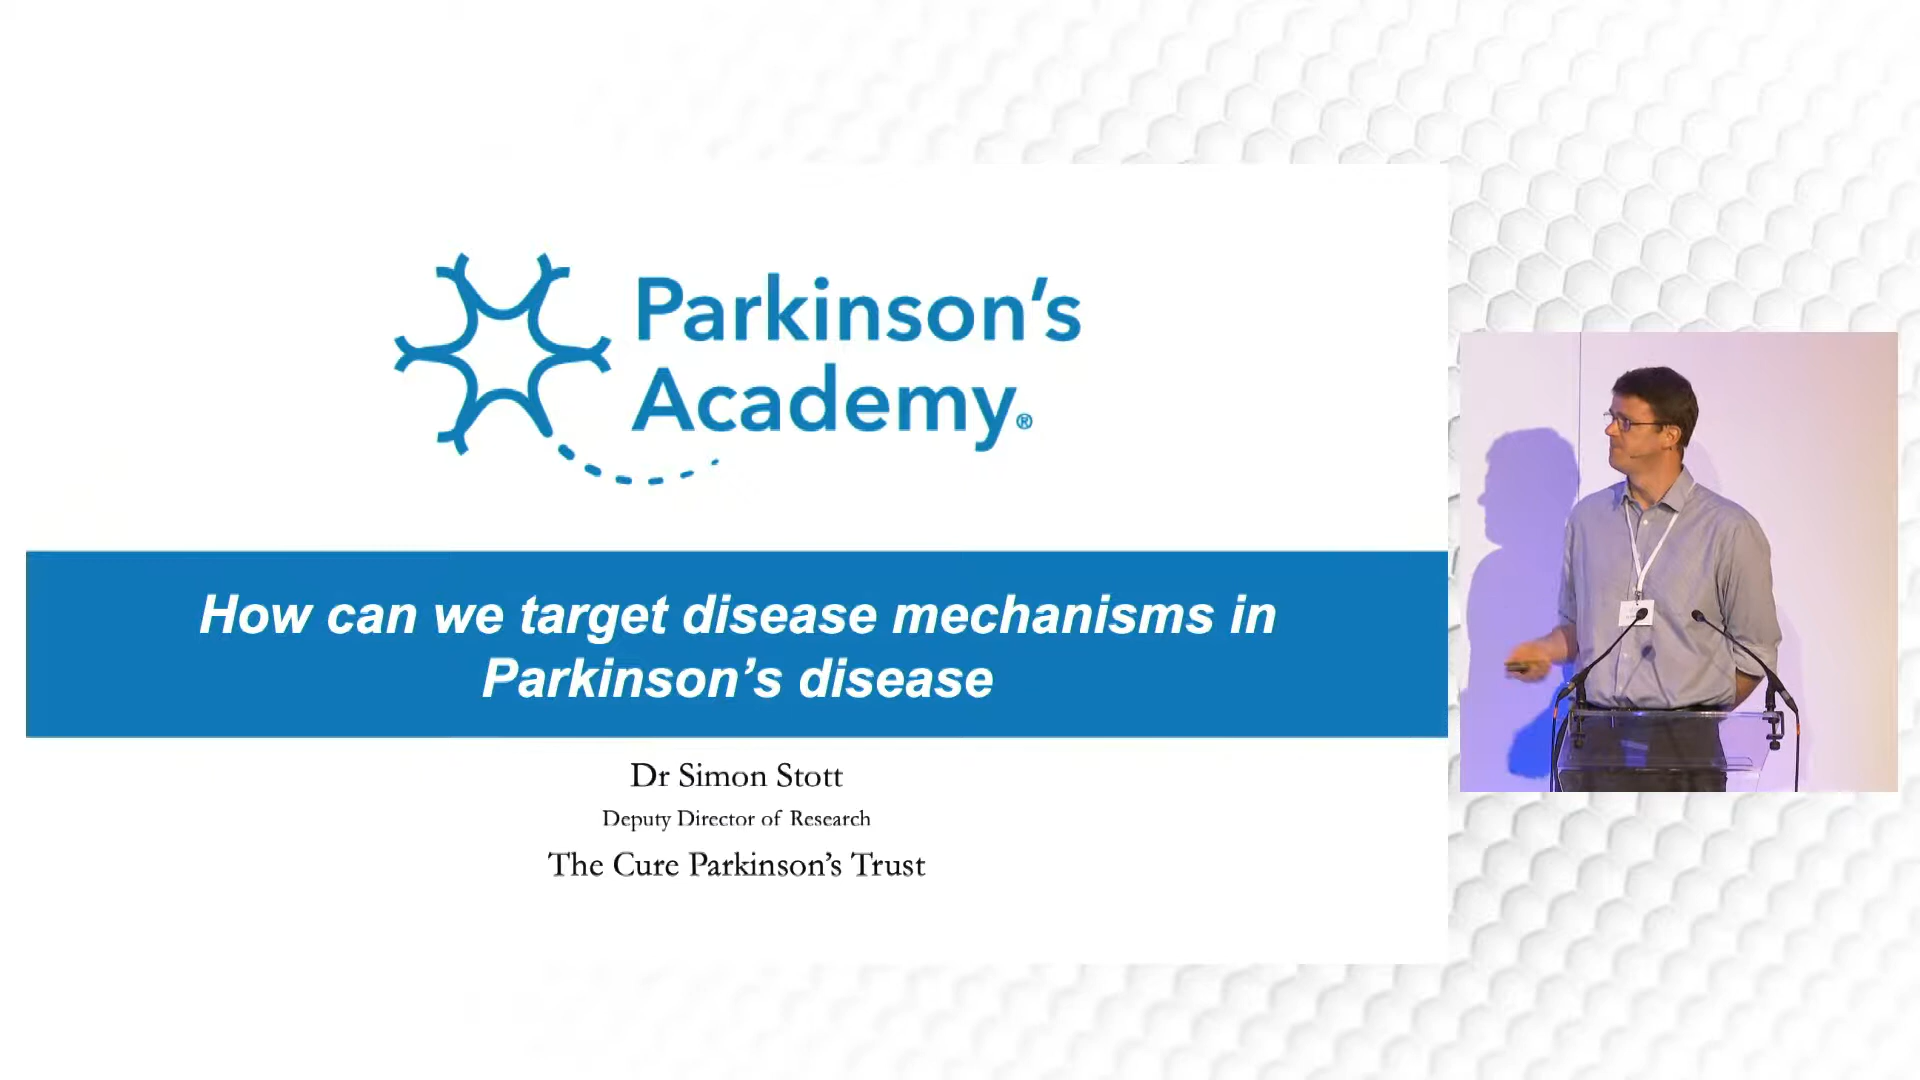 Parkinson’s
Academy®
How can we target disease mechanisms in
Parkinson’s disease
Dr Simon Stott
Deputy Director of Research
The Cure Parkinson’s Trust